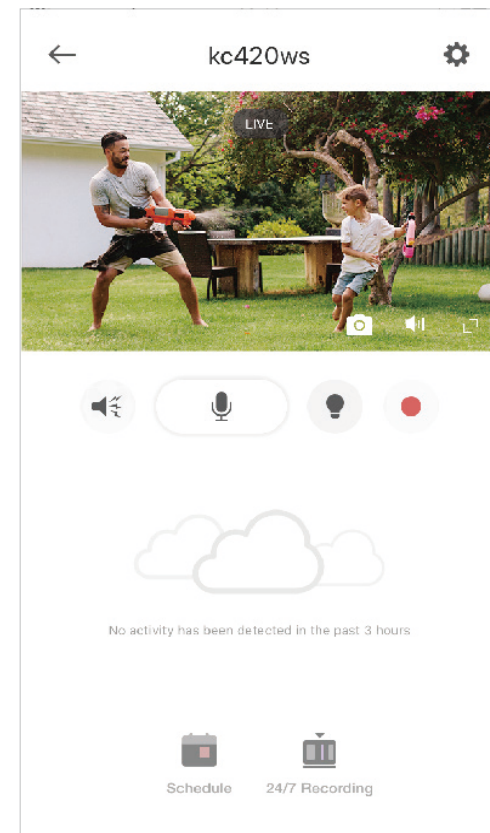 kc420ws
LIVE
No activity has been detected in the past 3 hours
Schedule
24/7 Recording